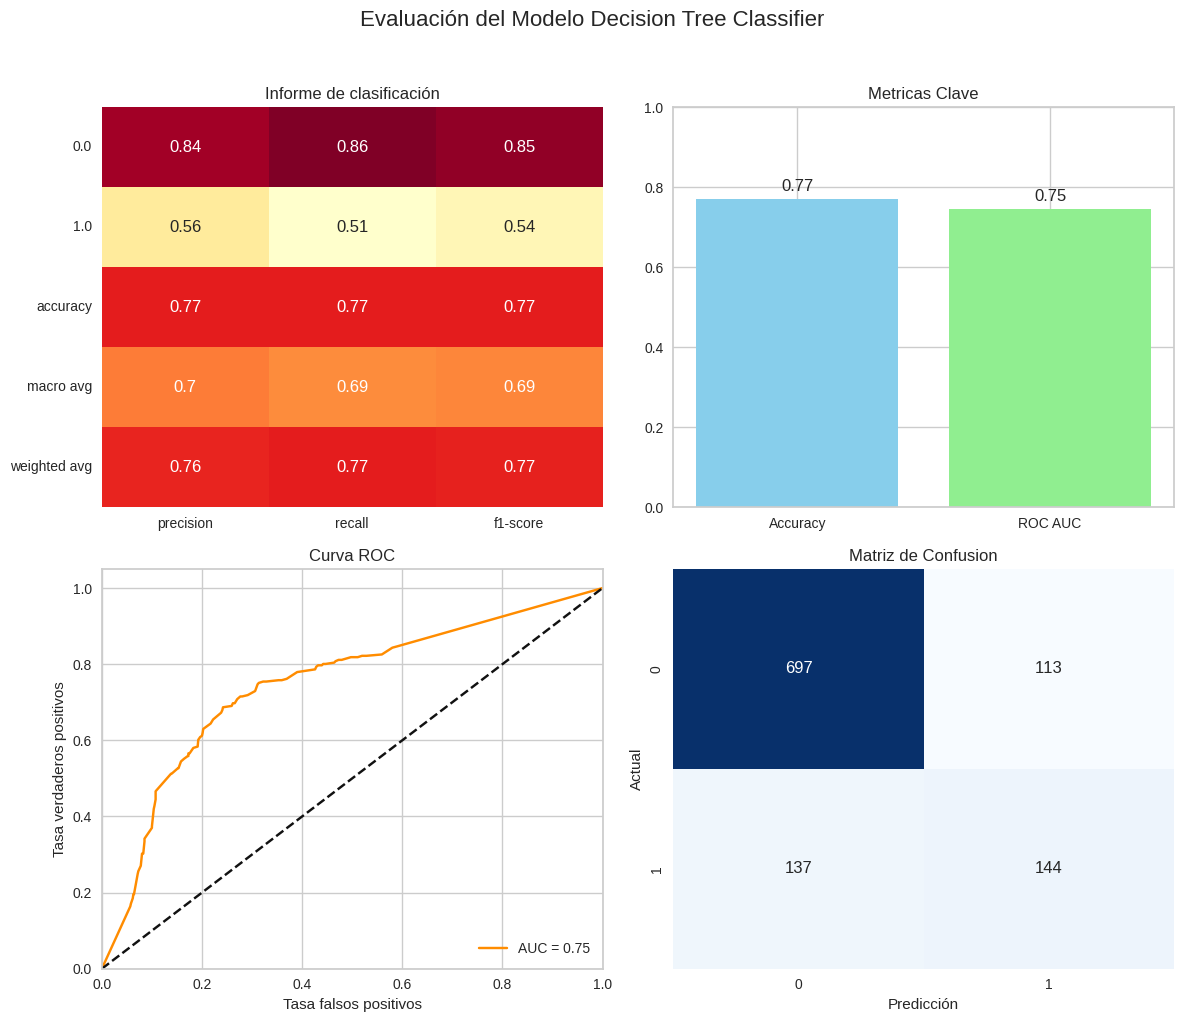 Evaluación del Modelo Decision Tree Classifier
Informe de clasificación
0.0 0.84 0.86 0.85
1.0 0.56 0.51 0.54
accuracy 0.77 0.77 0.77
macro avg 0.7 0.69 0.69
weighted avg 0.76 0.77 0.77
precision recall f1-score
Metricas Clave
1.0
0.8
0.6
0.4
0.2
0.0
0.77
0.75
Accuracy ROC AUC
Curva ROC
Tasa verdaderos positivos
1.0
0.8
0.6
0.4
0.2
0.0
AUC = 0.75
0.0 0.2 0.4 0.6 0.8 1.0
Tasa falsos positivos
Matriz de Confusion
Actual
0 697 113
1 137 144
0 1
Predicción